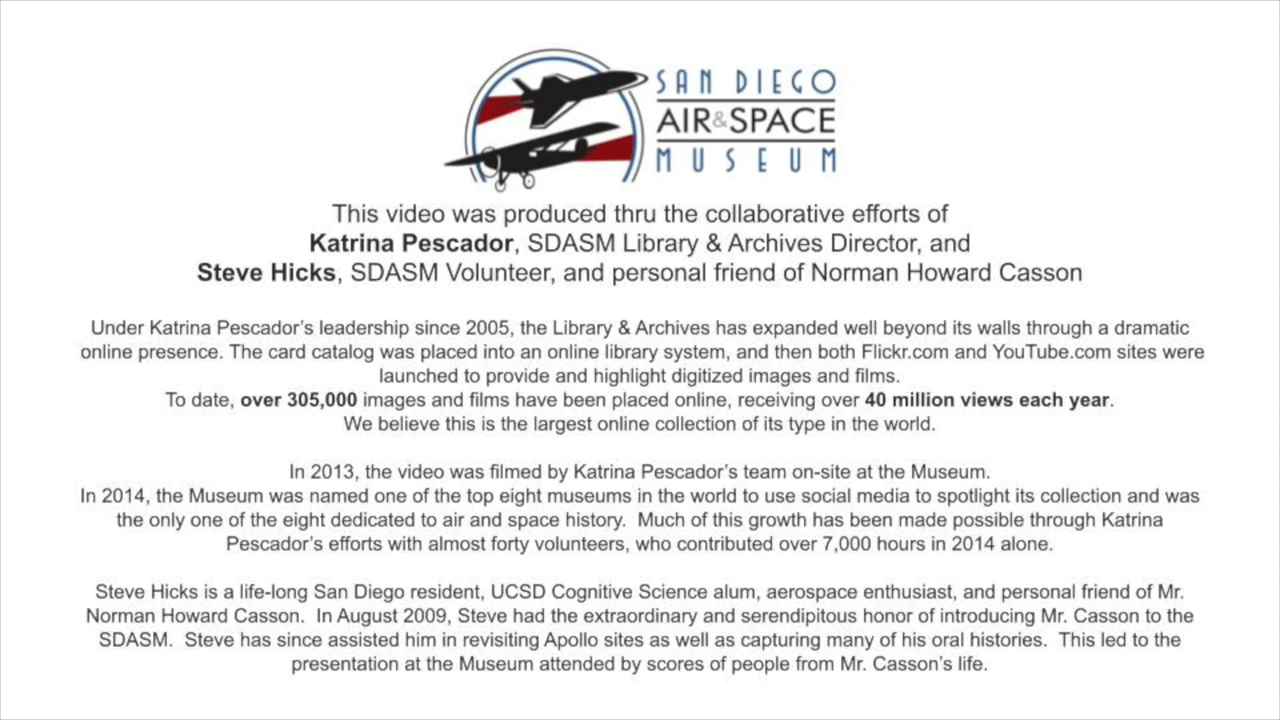 SAN DIEGO
AIR&SPACE
MUSEUM
This video was produced thru the collaborative efforts of
Katrina Pescador, SDASM Library & Archives Director, and
Steve Hicks, SDASM Volunteer, and personal friend of Norman Howard Casson
Under Katrina Pescador's leadership since 2005, the Library & Archives has expanded well beyond its walls through a dramatic
online presence. The card catalog was placed into an online library system, and then both Flickr.com and YouTube.com sites were
launched to provide and highlight digitized images and films.
To date, over 305,000 images and films have been placed online, receiving over 40 million views each year.
We believe this is the largest online collection of its type in the world.
In 2013, the video was filmed by Katrina Pescador's team on-site at the Museum.
In 2014, the Museum was named one of the top eight museums in the world to use social media to spotlight its collection and was
the only one of the eight dedicated to air and space history. Much of this growth has been made possible through Katrina
Pescador's efforts with almost forty volunteers, who contributed over 7,000 hours in 2014 alone.
Steve Hicks is a life-long San Diego resident, UCSD Cognitive Science alum, aerospace enthusiast, and personal friend of Mr.
Norman Howard Casson. In August 2009, Steve had the extraordinary and serendipitous honor of introducing Mr. Casson to the
SDASM. Steve has since assisted him in revisiting Apollo sites as well as capturing many of his oral histories. This led to the
presentation at the Museum attended by scores of people from Mr. Casson's life.